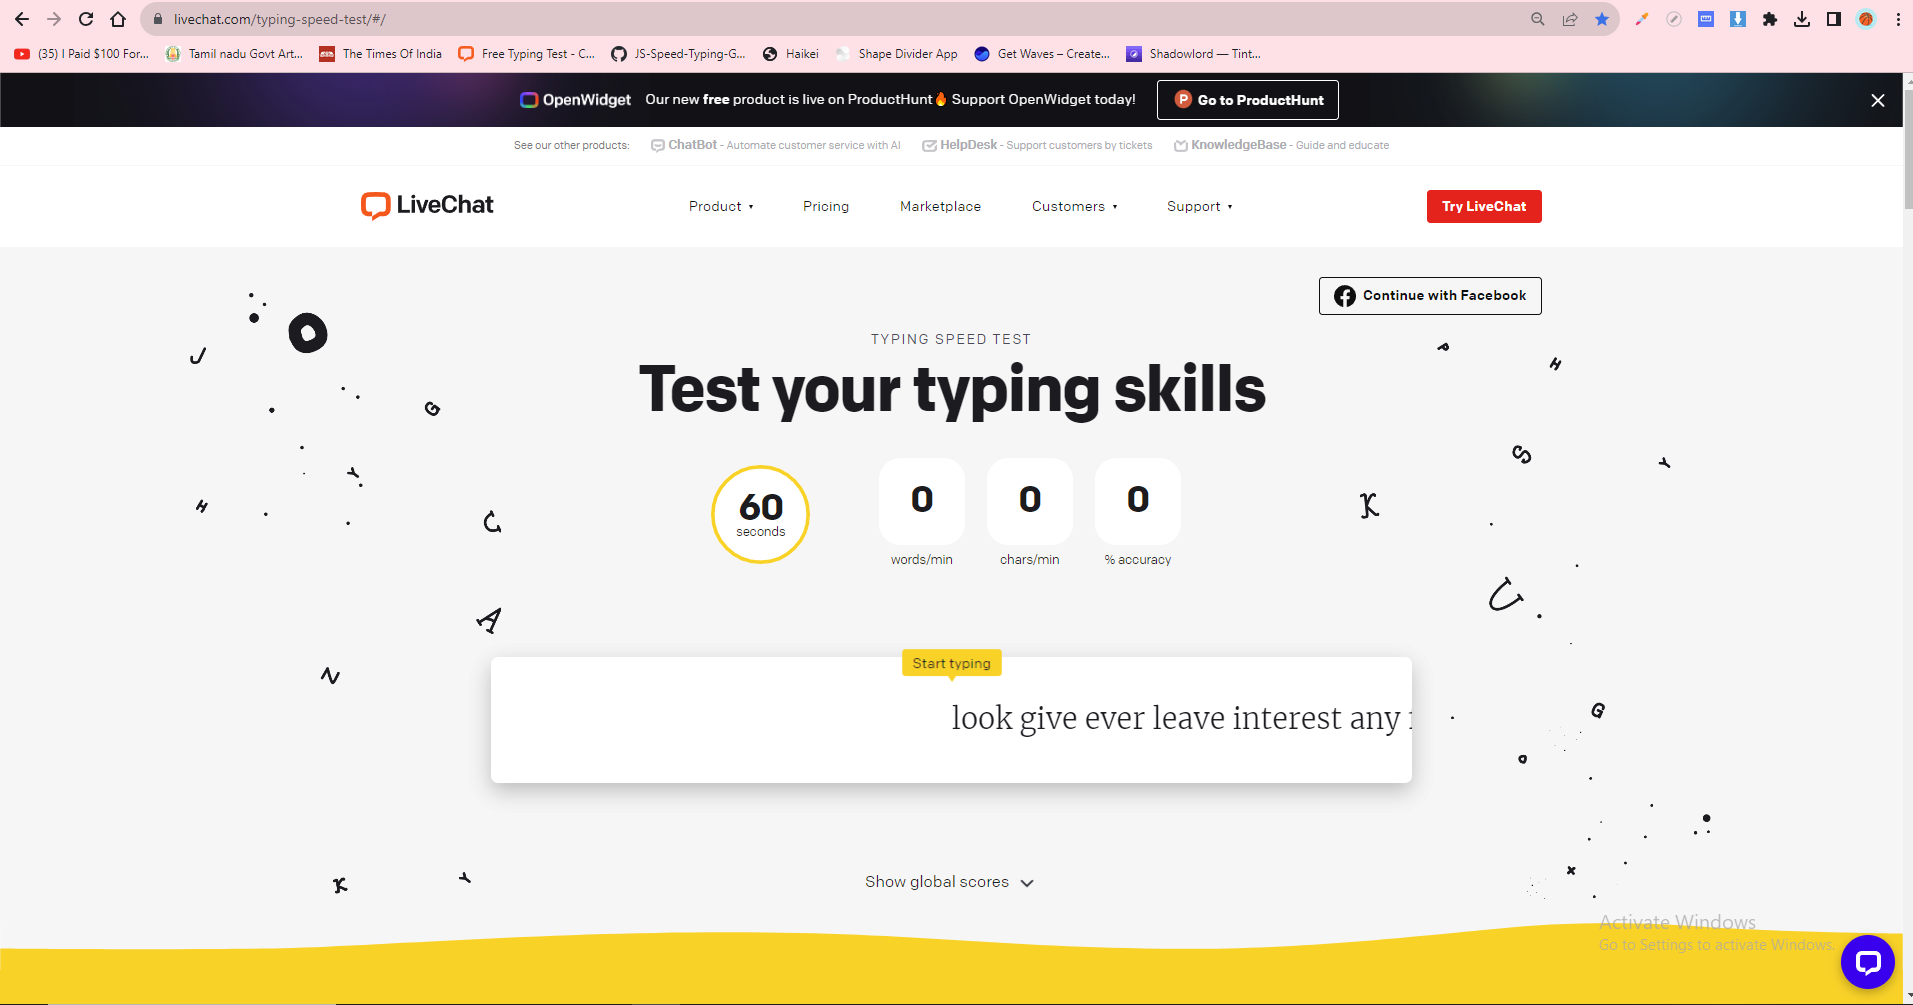 livechat.com/typing-speed-test/#/
(35) I Paid $100 For... Tamil nadu Govt Art... The Times Of India Free Typing Test - C... JS-Speed-Typing-G... Haikei Shape Divider App Get Waves – Create... Shadowlord — Tint...
OpenWidget Our new free product is live on ProductHunt🔥 Support OpenWidget today! Go to ProductHunt
See our other products: ChatBot - Automate customer service with AI HelpDesk - Support customers by tickets KnowledgeBase - Guide and educate
LiveChat Product Pricing Marketplace Customers Support Try LiveChat
Continue with Facebook
TYPING SPEED TEST
Test your typing skills
60 0 0 0
seconds
words/min chars/min % accuracy
Start typing
look give ever leave interest any
Show global scores
Activate Windows
Go to Settings to activate Windows.